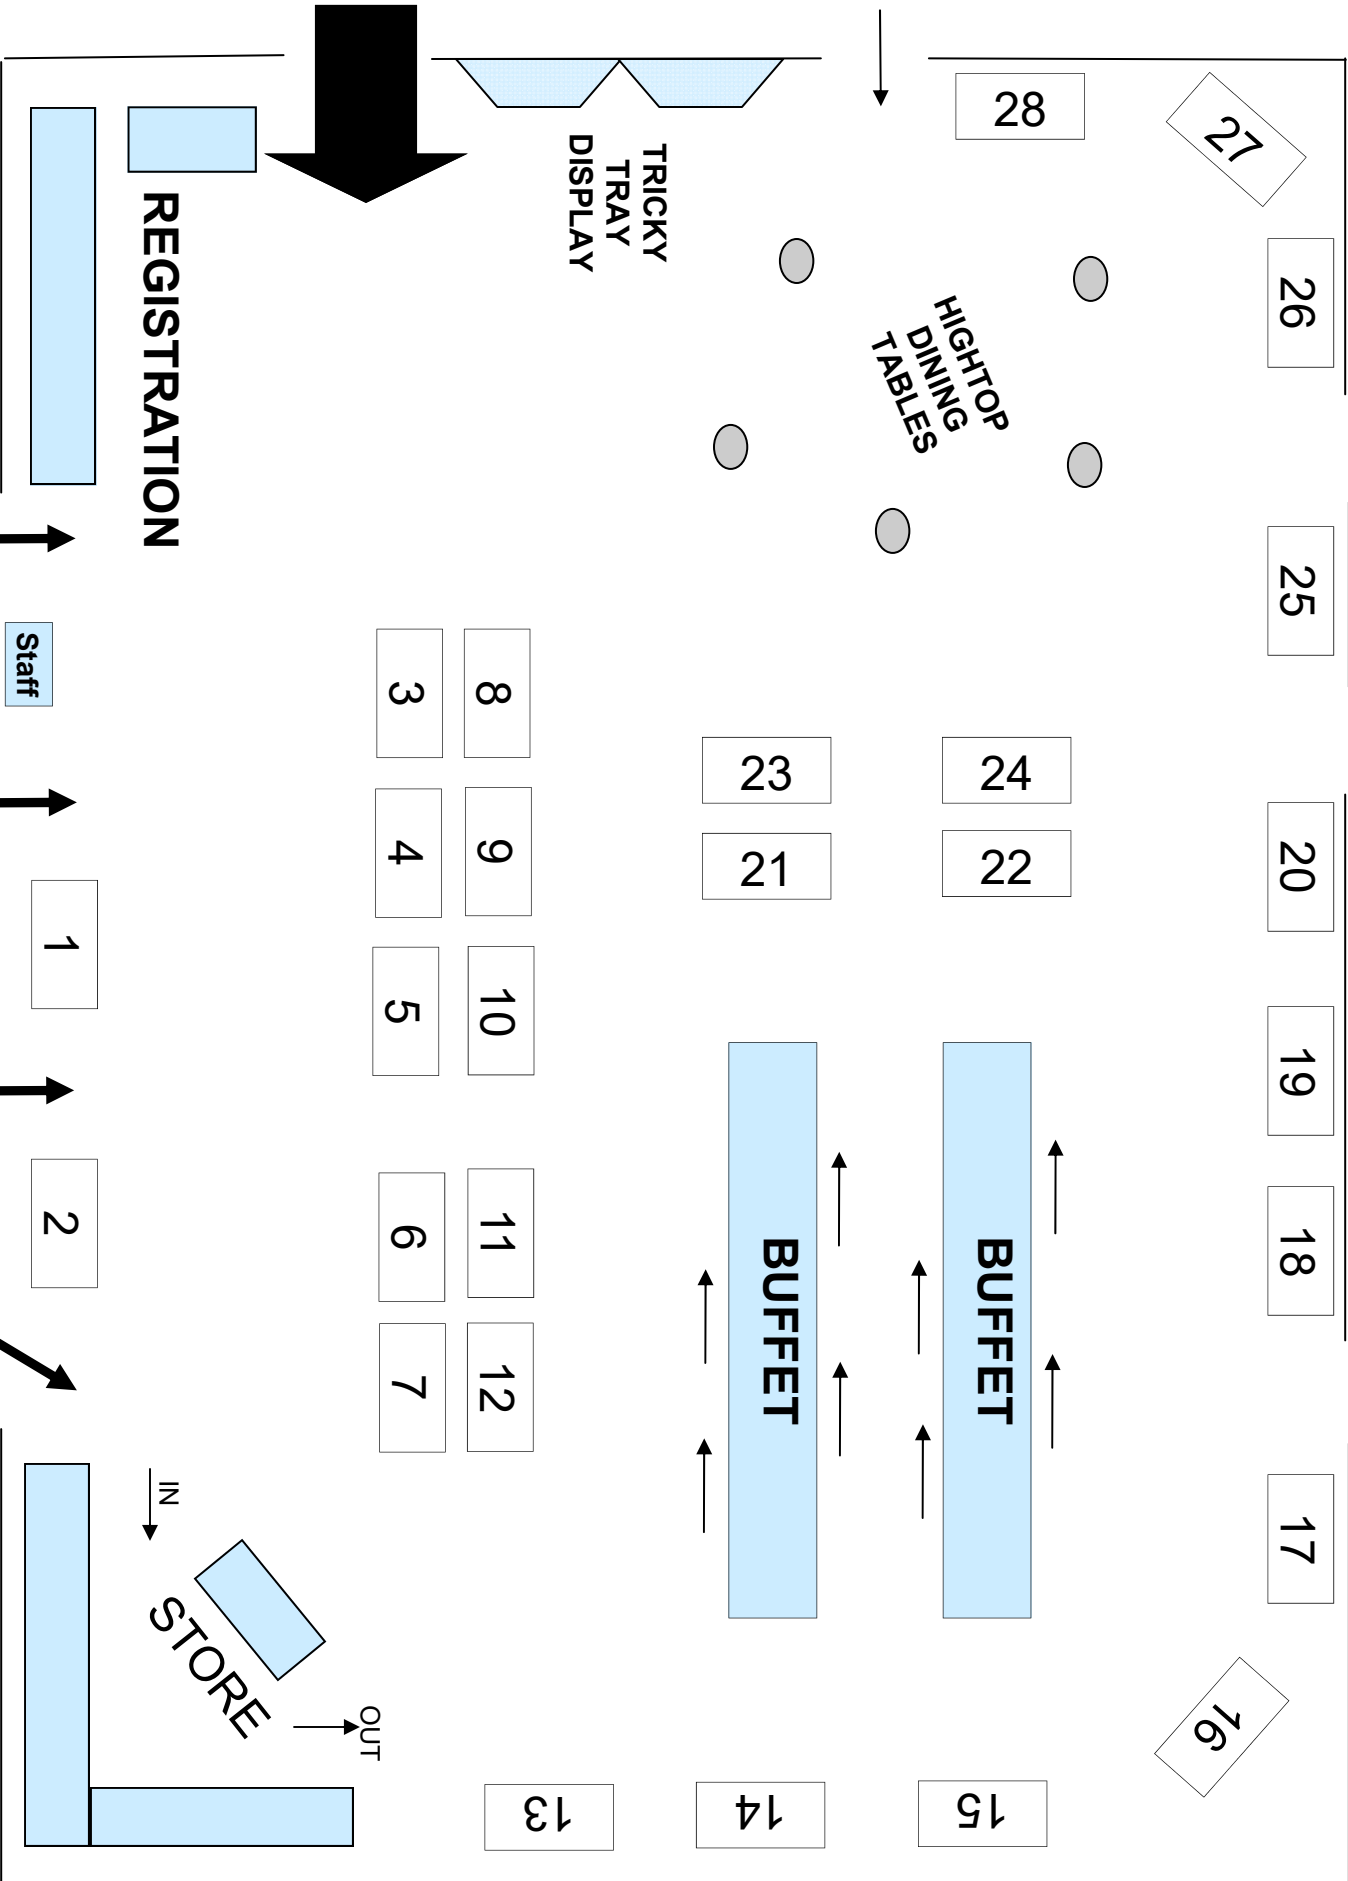 28
27
TRICKY
TRAY
DISPLAY
REGISTRATION
26
HIGHTOP
DINING
TABLES
25
Staff
3
8
23
24
4
9
21
22
20
1
5
10
19
2
6
11
BUFFET
BUFFET
18
7
12
IN
17
STORE
OUT
16
13
14
15